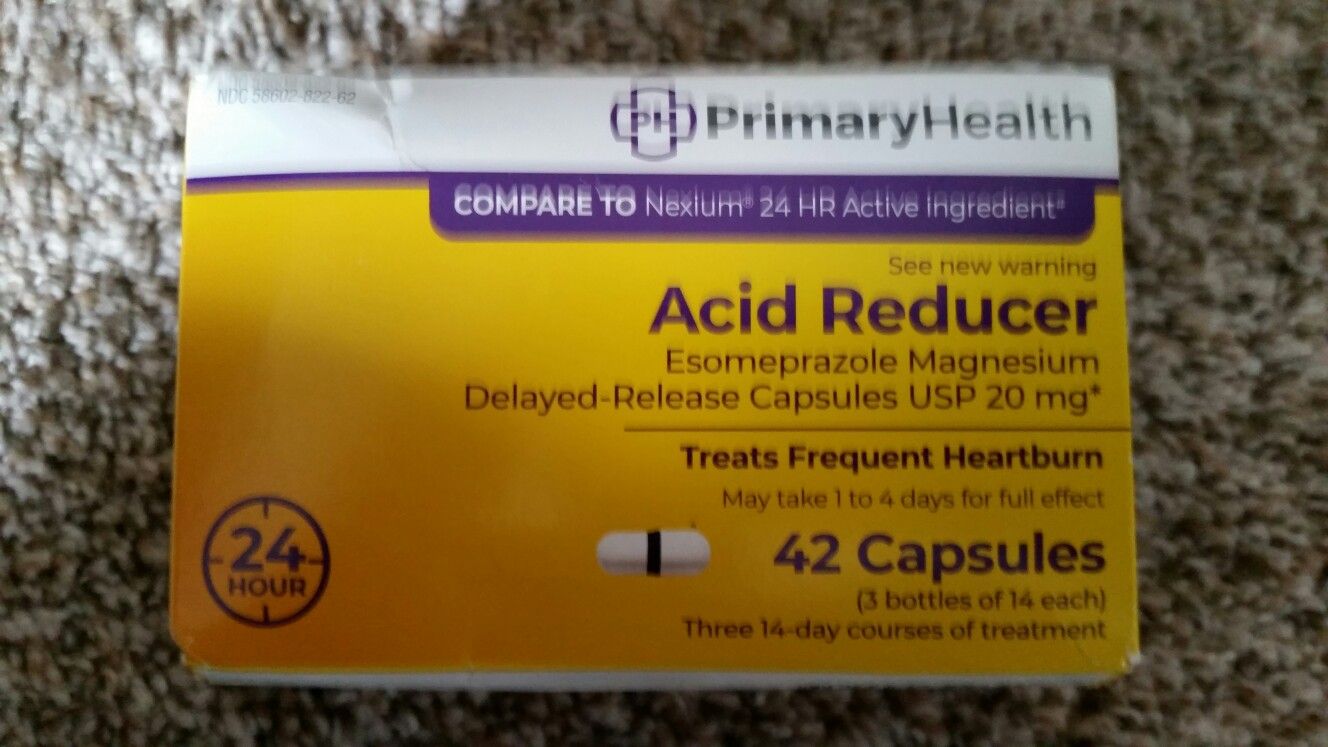 NDC 58602-822-62
PH PrimaryHealth
COMPARE TO Nexium® 24 HR Active Ingredient#
See new warning
Acid Reducer
Esomeprazole Magnesium
Delayed-Release Capsules USP 20 mg*
Treats Frequent Heartburn
May take 1 to 4 days for full effect
42 Capsules
(3 bottles of 14 each)
Three 14-day courses of treatment
24
HOUR